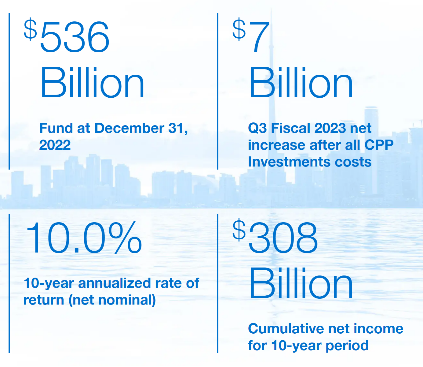 $536
Billion
Fund at December 31,
2022
$7
Billion
Q3 Fiscal 2023 net
increase after all CPP
Investments costs
10.0%
10-year annualized rate of
return (net nominal)
$308
Billion
Cumulative net income
for 10-year period